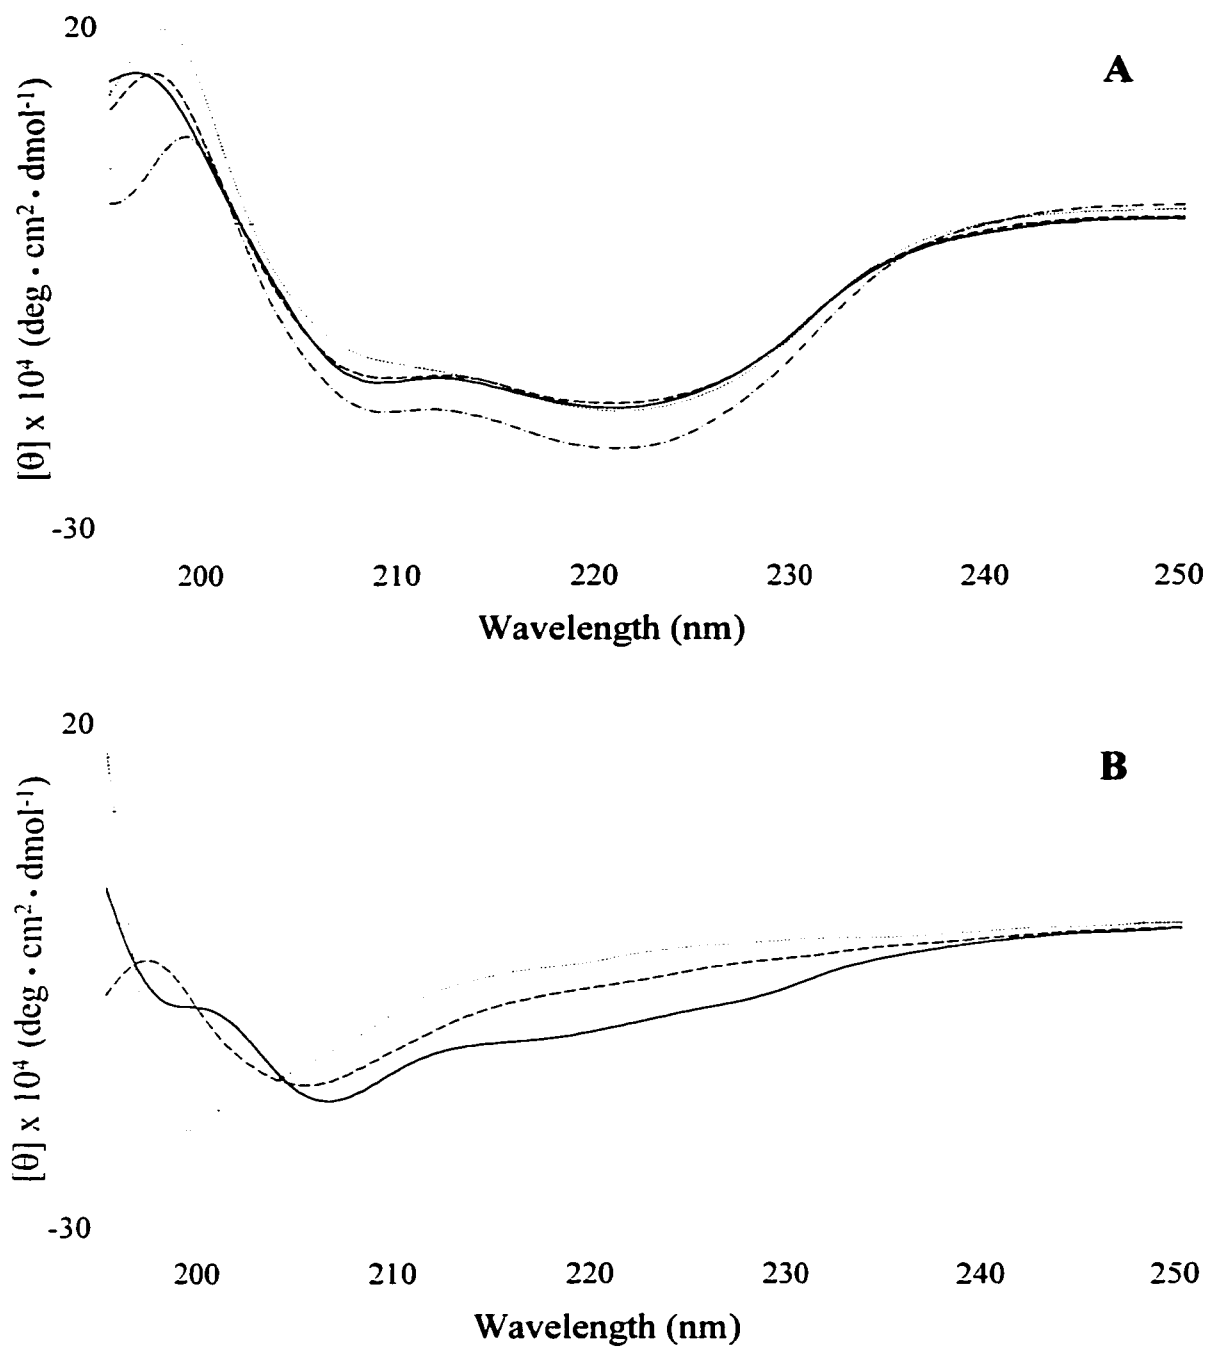 20
A
[θ] x 10⁴ (deg • cm² • dmol⁻¹)
-30
200 210 220 230 240 250
Wavelength (nm)
20
B
[θ] x 10⁴ (deg • cm² • dmol⁻¹)
-30
200 210 220 230 240 250
Wavelength (nm)